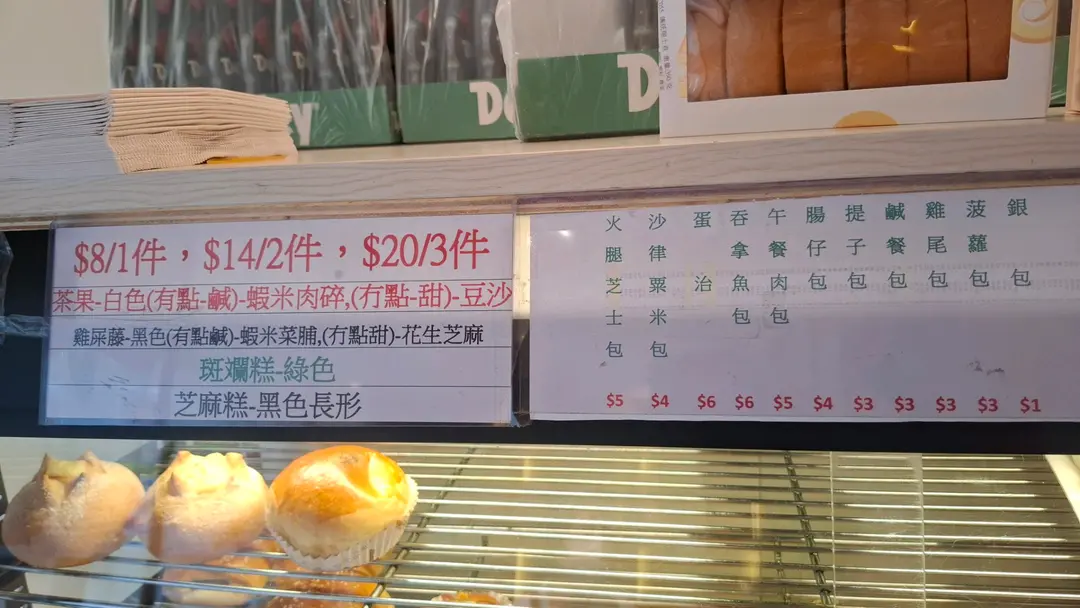 $8/1件，$14/2件，$20/3件
茶果-白色(有點-鹹)-蝦米肉碎,(冇點-甜)-豆沙
雞屎藤-黑色(有點鹹)-蝦米菜脯,(冇點甜)-花生芝麻
斑斕糕-綠色
芝麻糕-黑色長形
銀包 $1
菠蘿包 $3
雞尾包 $3
鹹餐包 $3
提子包 $3
腸仔包 $4
午餐肉包 $5
吞拿魚包 $6
蛋治 $6
沙律粟米包 $4
火腿芝士包 $5